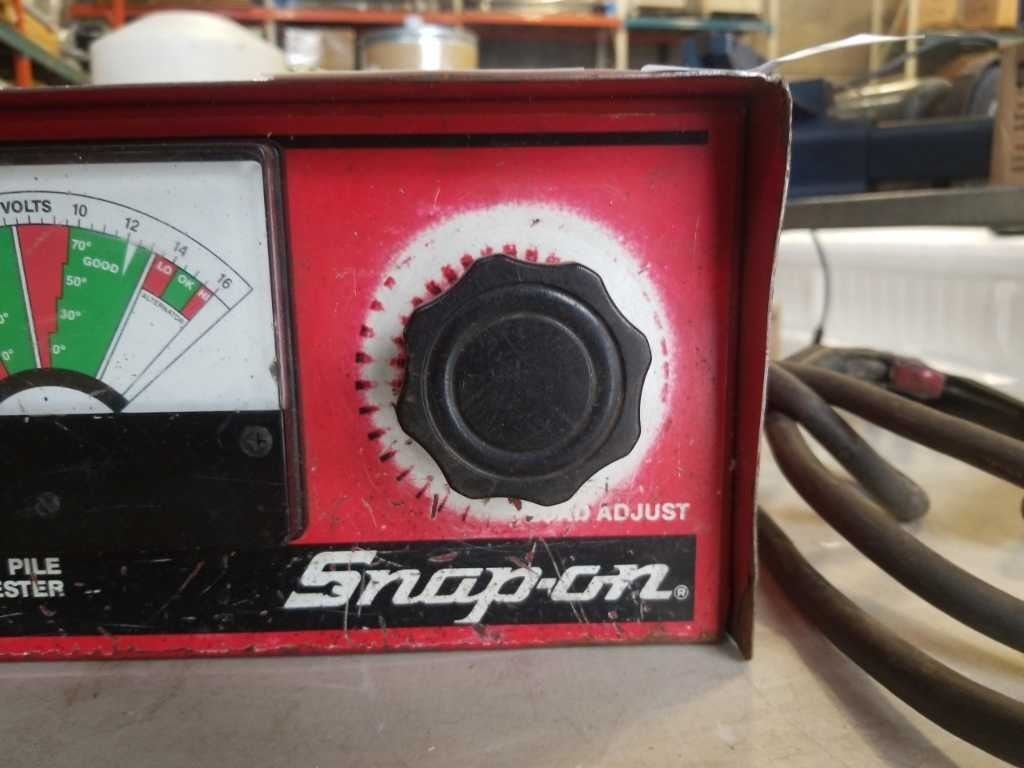 VOLTS 10 12 14 16
70° GOOD LO OK HI
50° ALTERNATOR
30°
0°
ADJUST
PILE
ESTER
Snap-on®